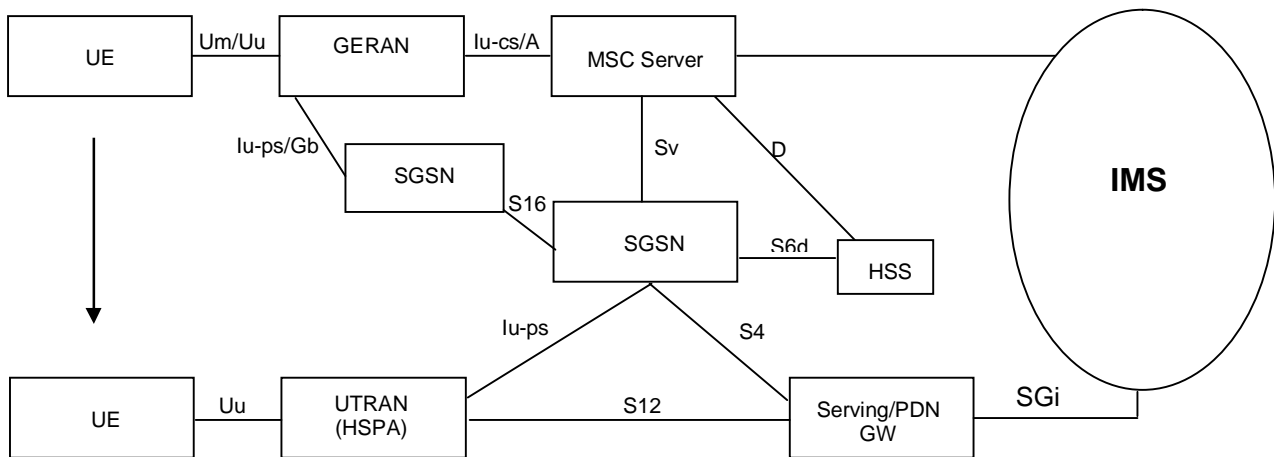 Um/Uu
Iu-cs/A
UE
GERAN
MSC Server
Iu-ps/Gb
Sv
D
SGSN
S16
IMS
SGSN
S6d
HSS
Iu-ps
S4
UE
Uu
UTRAN
(HSPA)
S12
Serving/PDN
GW
SGi